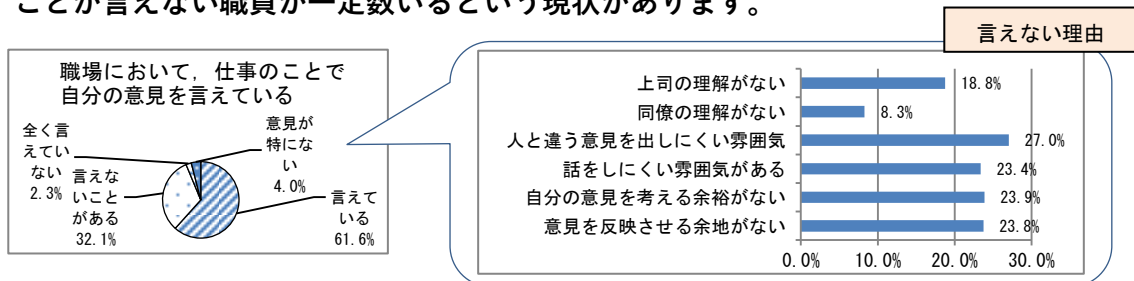 ことが言えない職員が一定数いるという現状があります。
言えない理由
職場において，仕事のことで
自分の意見を言えている
全く言
えてい
ない
2.3%
言えな
いこと
がある
32.1%
意見が
特にな
い
4.0%
言えて
いる
61.6%
上司の理解がない 18.8%
同僚の理解がない 8.3%
人と違う意見を出しにくい雰囲気 27.0%
話をしにくい雰囲気がある 23.4%
自分の意見を考える余裕がない 23.9%
意見を反映させる余地がない 23.8%
0.0% 10.0% 20.0% 30.0%